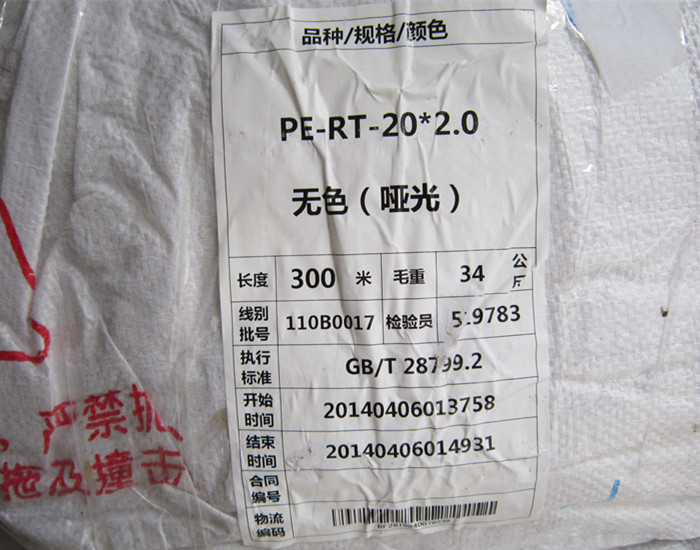 品种/规格/颜色
PE-RT-20*2.0
无色（哑光）
长度 300 米 毛重 34 公斤
线别批号 110B0017 检验员 519783
执行标准 GB/T 28799.2
开始时间 20140406013758
结束时间 20140406014931
合同编号
物流编码
严禁抓
拖及撞击